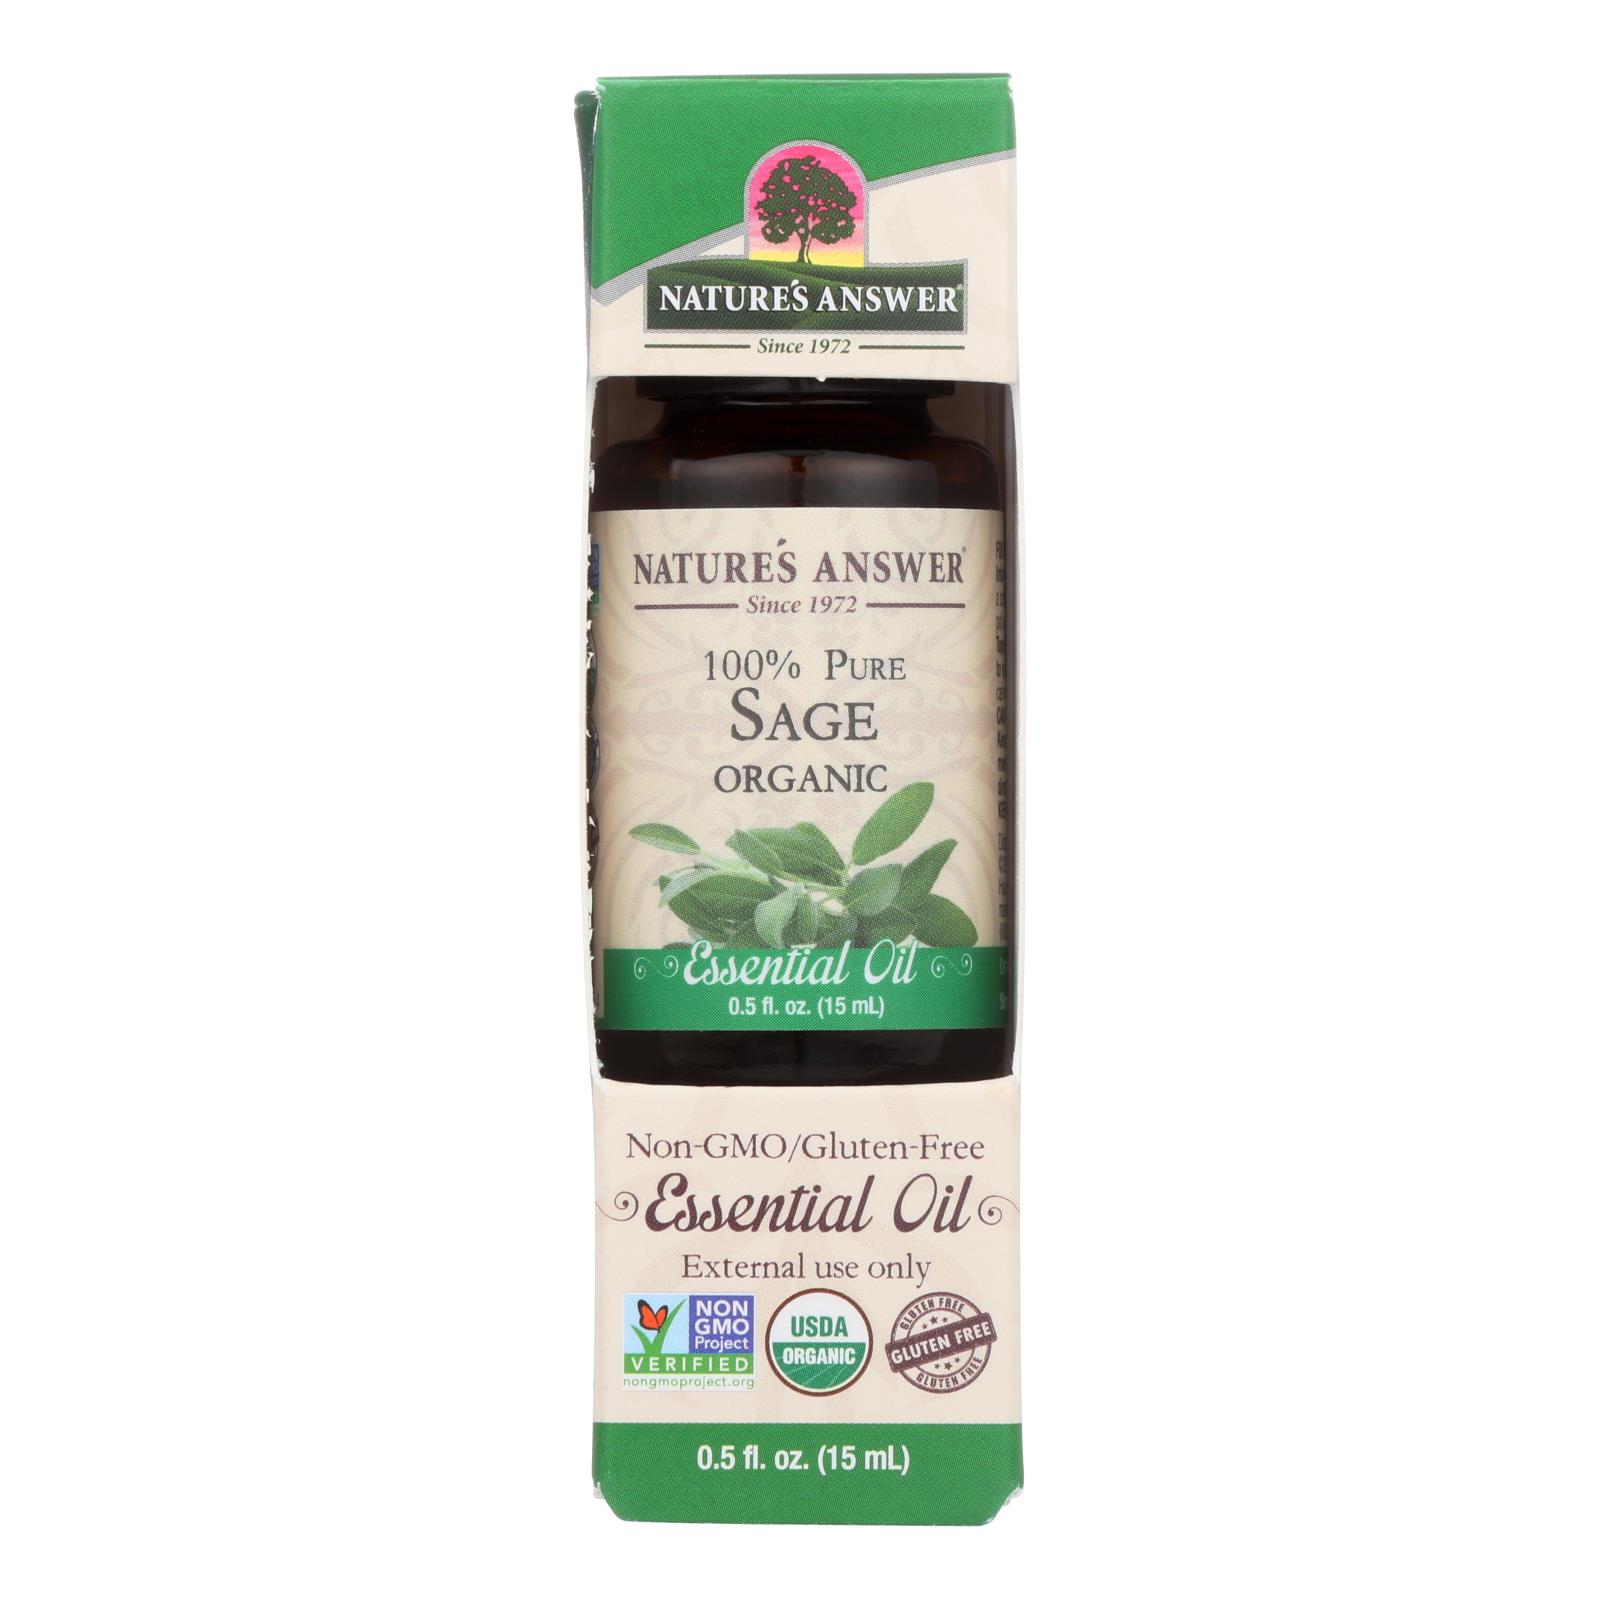 NATURE'S ANSWER®
Since 1972
NATURE'S ANSWER®
Since 1972
100% PURE
SAGE
ORGANIC
Essential Oil
0.5 fl. oz. (15 mL)
Non-GMO/Gluten-Free
Essential Oil
External use only
NON
GMO
Project
VERIFIED
nongmoproject.org
USDA
ORGANIC
GLUTEN FREE
GLUTEN FREE
GLUTEN FREE
0.5 fl. oz. (15 mL)